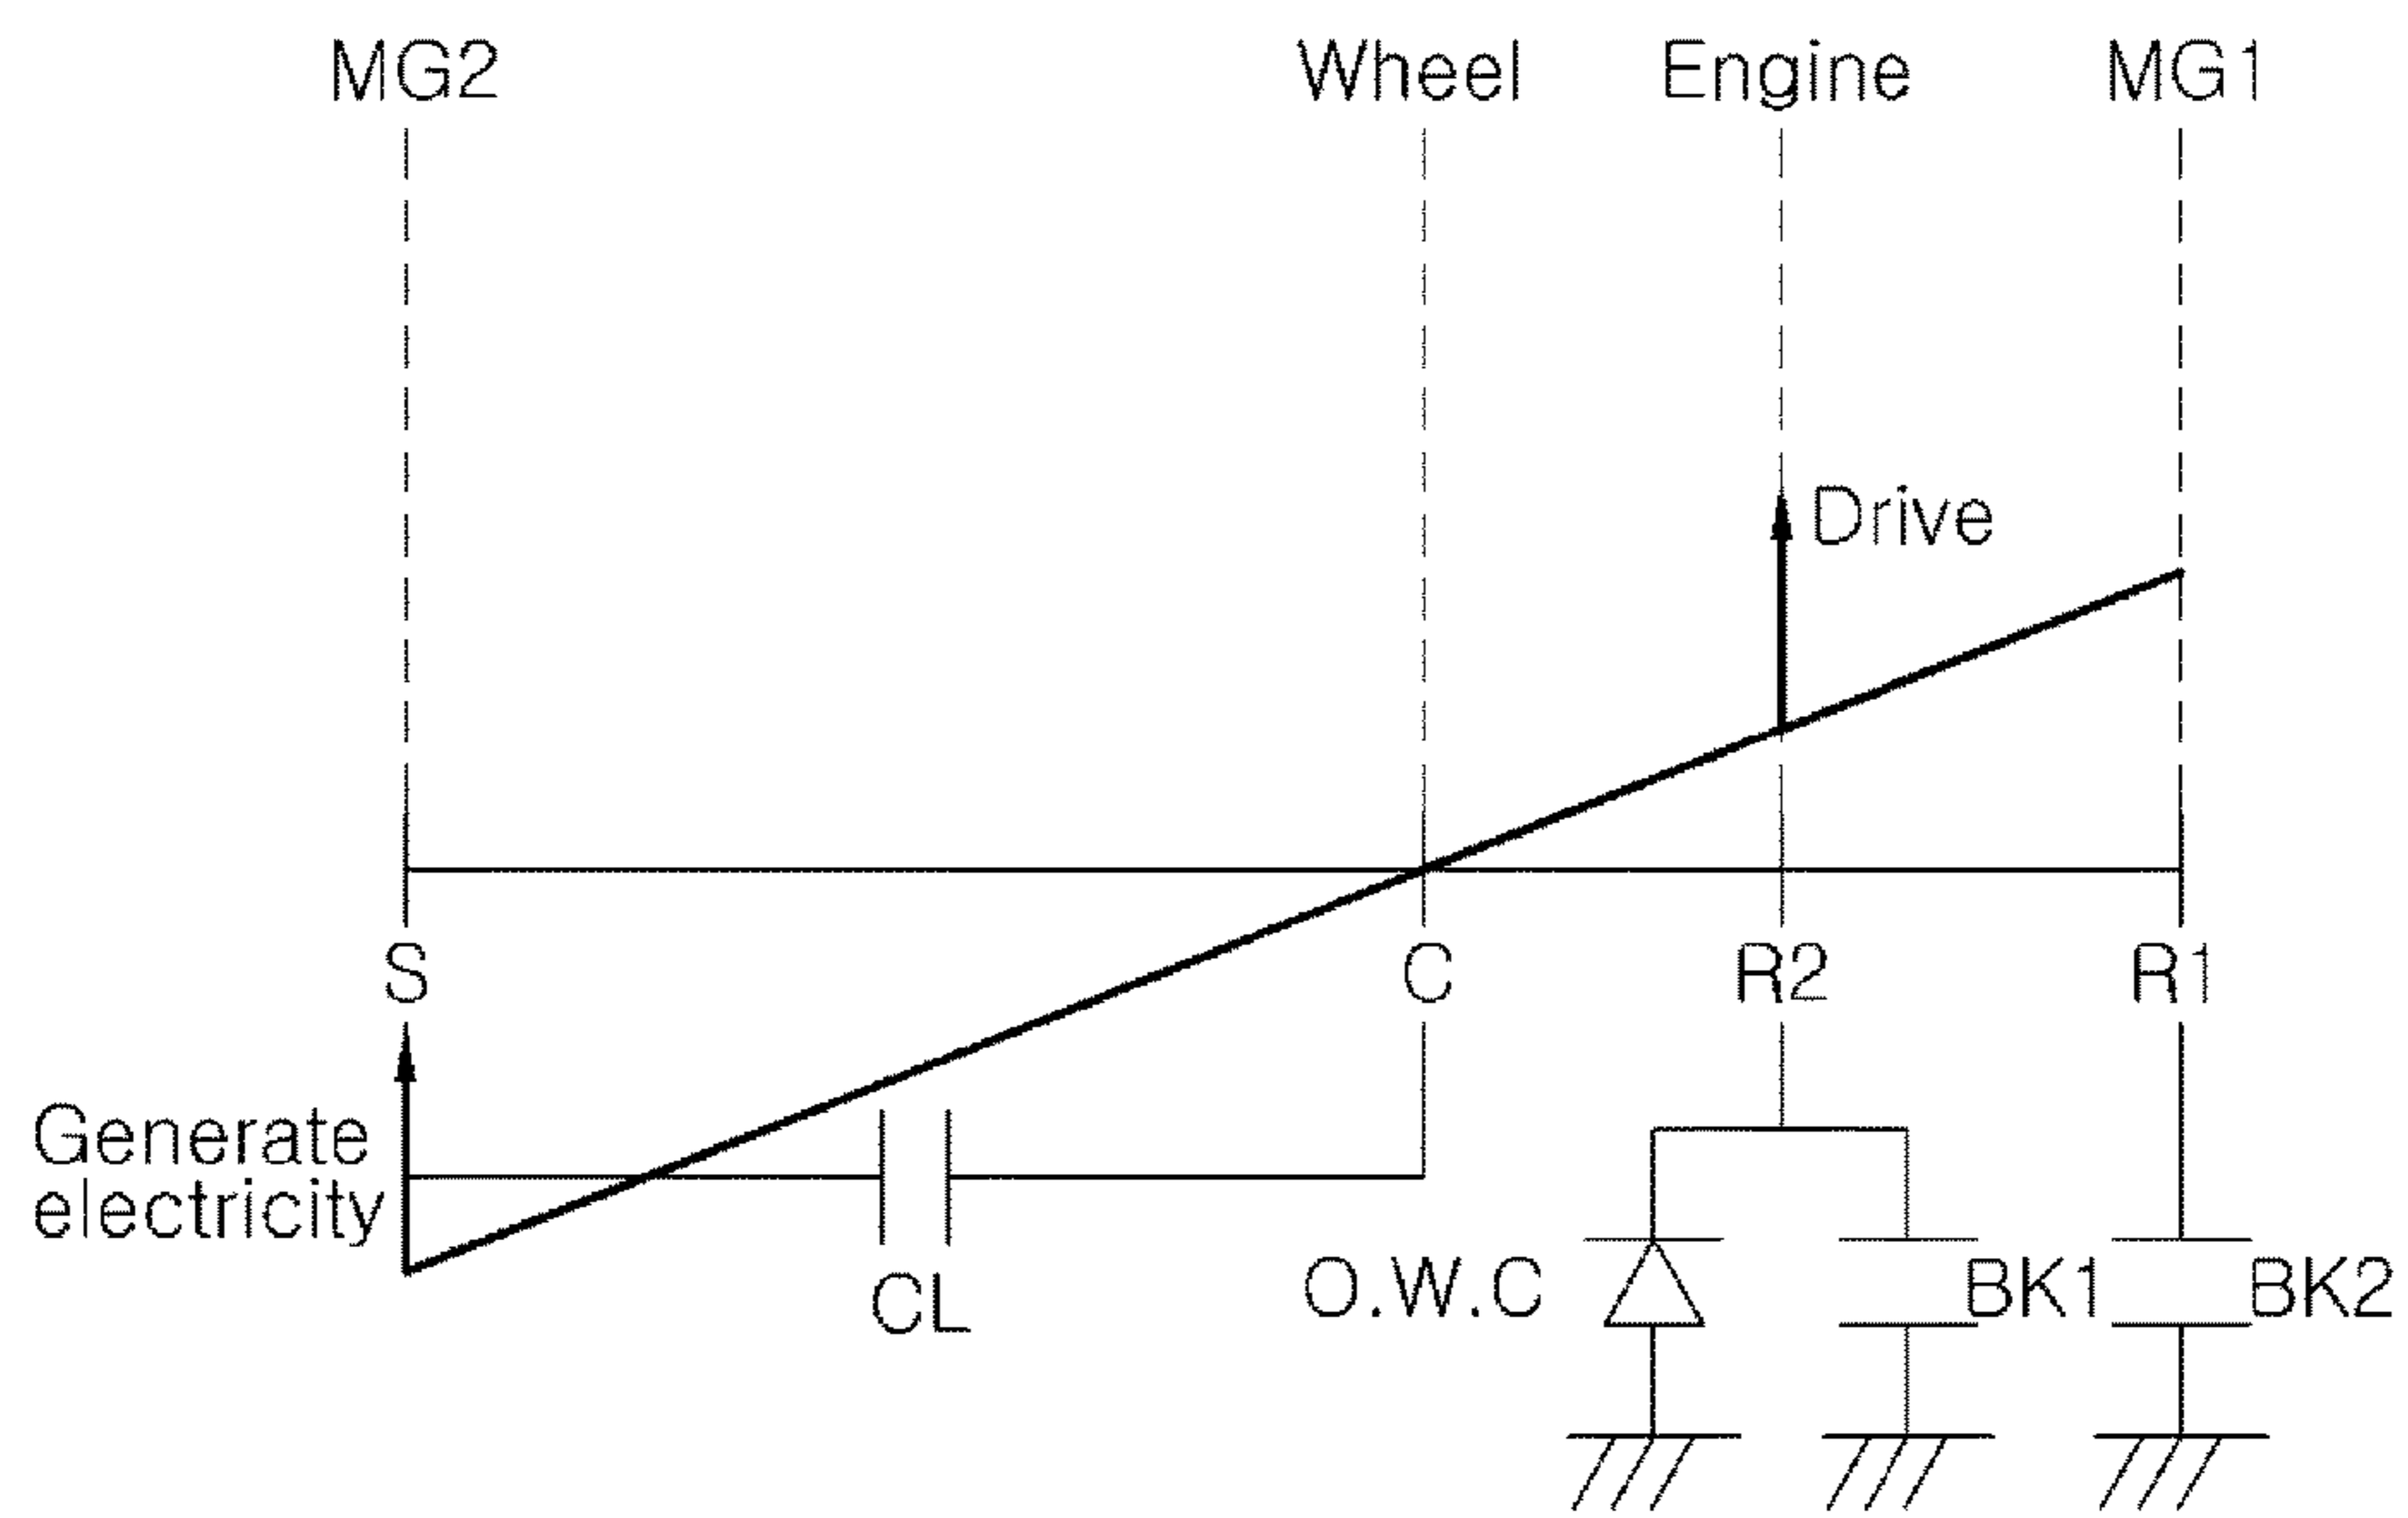 MG2 Wheel Engine MG1
Drive
S C R2 R1
Generate
electricity
CL O.W.C BK1 BK2